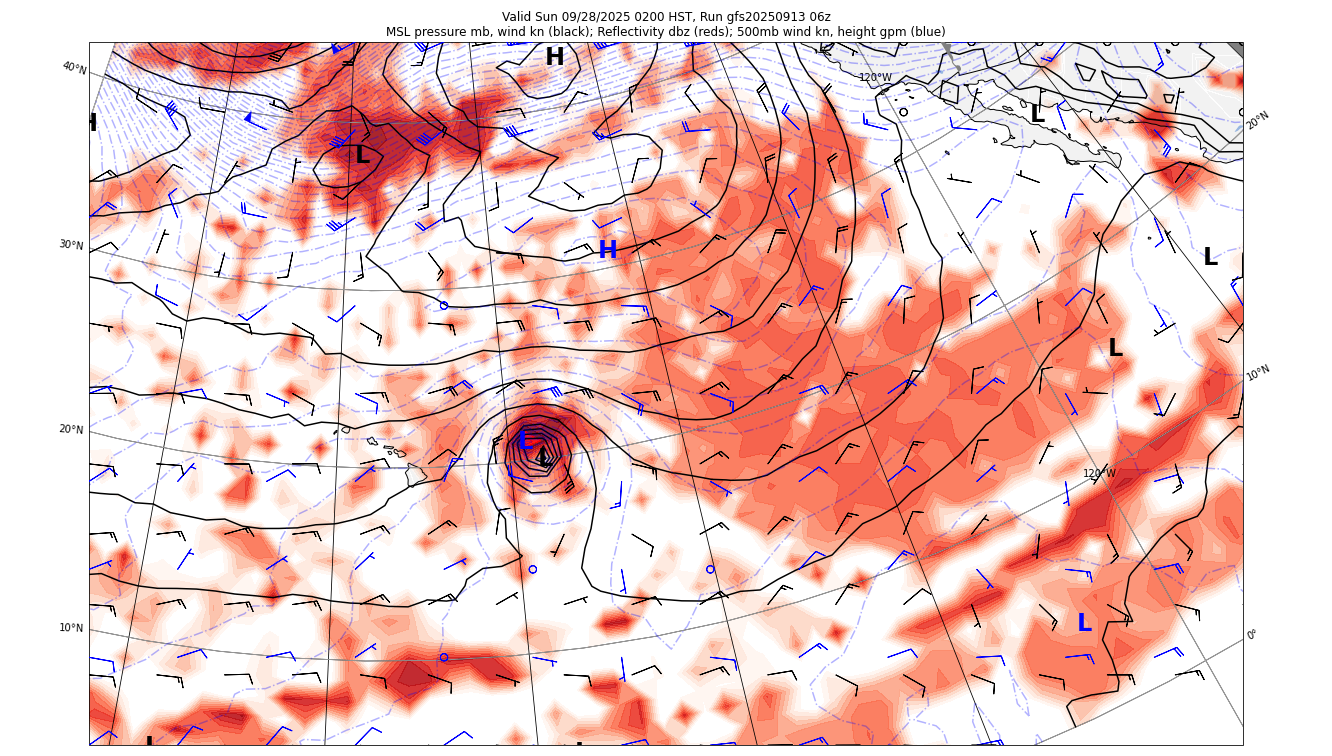 Valid Sun 09/28/2025 0200 HST, Run gfs20250913 06z
MSL pressure mb, wind kn (black); Reflectivity dbz (reds); 500mb wind kn, height gpm (blue)
H
40°N
120°W
H
L
20°N
L
30°N
H
L
L
10°N
20°N
L
L
120°W
10°N
L
0°
L
L